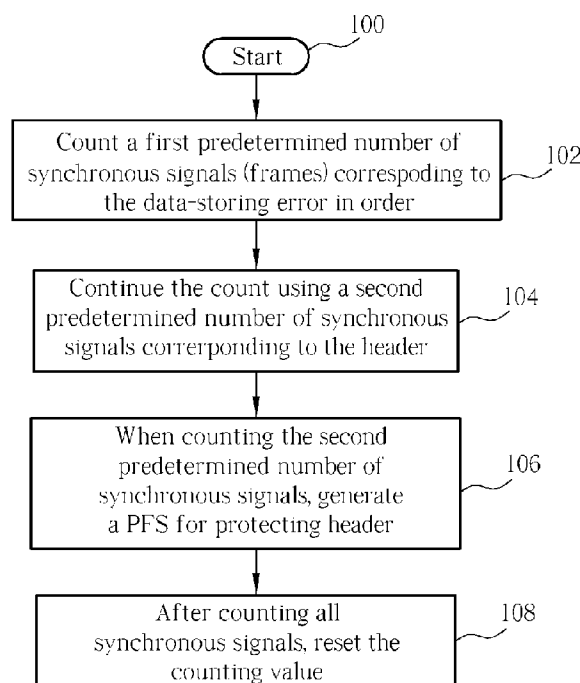 100
Start
Count a first predetermined number of
synchronous signals (frames) correspoding to
the data-storing error in order
102
Continue the count using a second
predetermined number of synchronous
signals correrponding to the header
104
When counting the second
predetermined number of
synchronous signals, generate
a PFS for protecting header
106
After counting all
synchronous signals, reset the
counting value
108